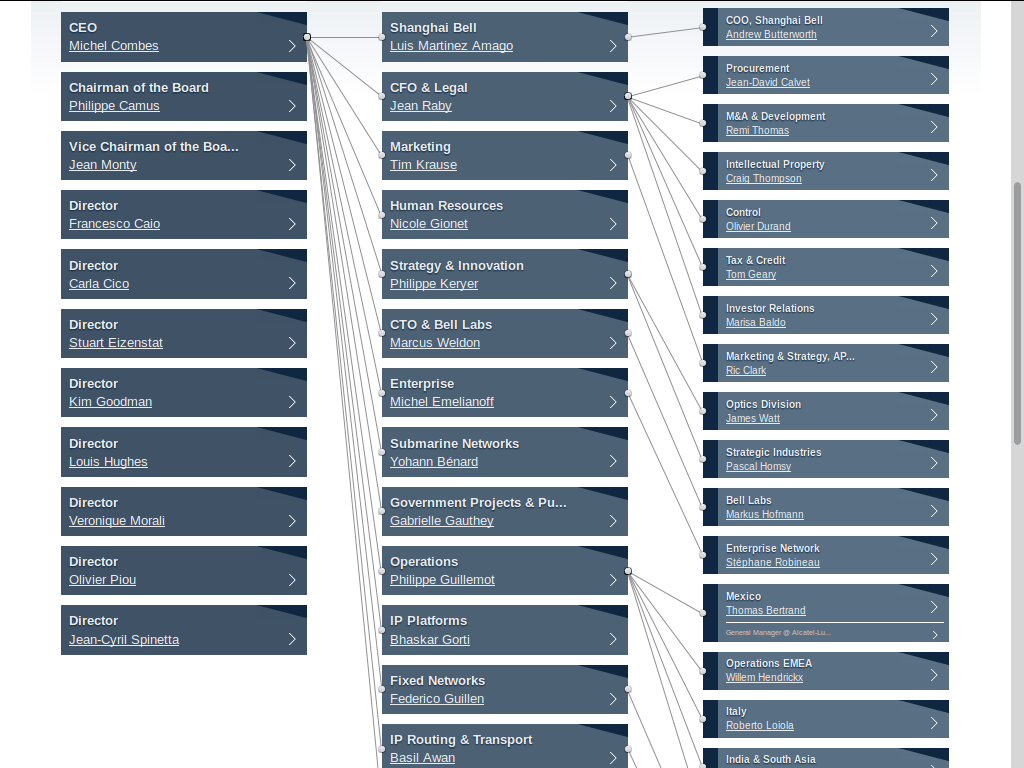 CEO
Michel Combes
Chairman of the Board
Philippe Camus
Vice Chairman of the Boa...
Jean Monty
Director
Francesco Caio
Director
Carla Cico
Director
Stuart Eizenstat
Director
Kim Goodman
Director
Louis Hughes
Director
Veronique Morali
Director
Olivier Piou
Director
Jean-Cyril Spinetta
Shanghai Bell
Luis Martinez Amago
CFO & Legal
Jean Raby
Marketing
Tim Krause
Human Resources
Nicole Gionet
Strategy & Innovation
Philippe Keryer
CTO & Bell Labs
Marcus Weldon
Enterprise
Michel Emelianoff
Submarine Networks
Yohann Bénard
Government Projects & Pu...
Gabrielle Gauthey
Operations
Philippe Guillemot
IP Platforms
Bhaskar Gorti
Fixed Networks
Federico Guillen
IP Routing & Transport
Basil Awan
COO, Shanghai Bell
Andrew Butterworth
Procurement
Jean-David Calvet
M&A & Development
Remi Thomas
Intellectual Property
Craig Thompson
Control
Olivier Durand
Tax & Credit
Tom Geary
Investor Relations
Marisa Baldo
Marketing & Strategy, AP...
Ric Clark
Optics Division
James Watt
Strategic Industries
Pascal Homsy
Bell Labs
Markus Hofmann
Enterprise Network
Stéphane Robineau
Mexico
Thomas Bertrand
General Manager @ Alcatel-Lu...
Operations EMEA
Willem Hendrickx
Italy
Roberto Loiola
India & South Asia